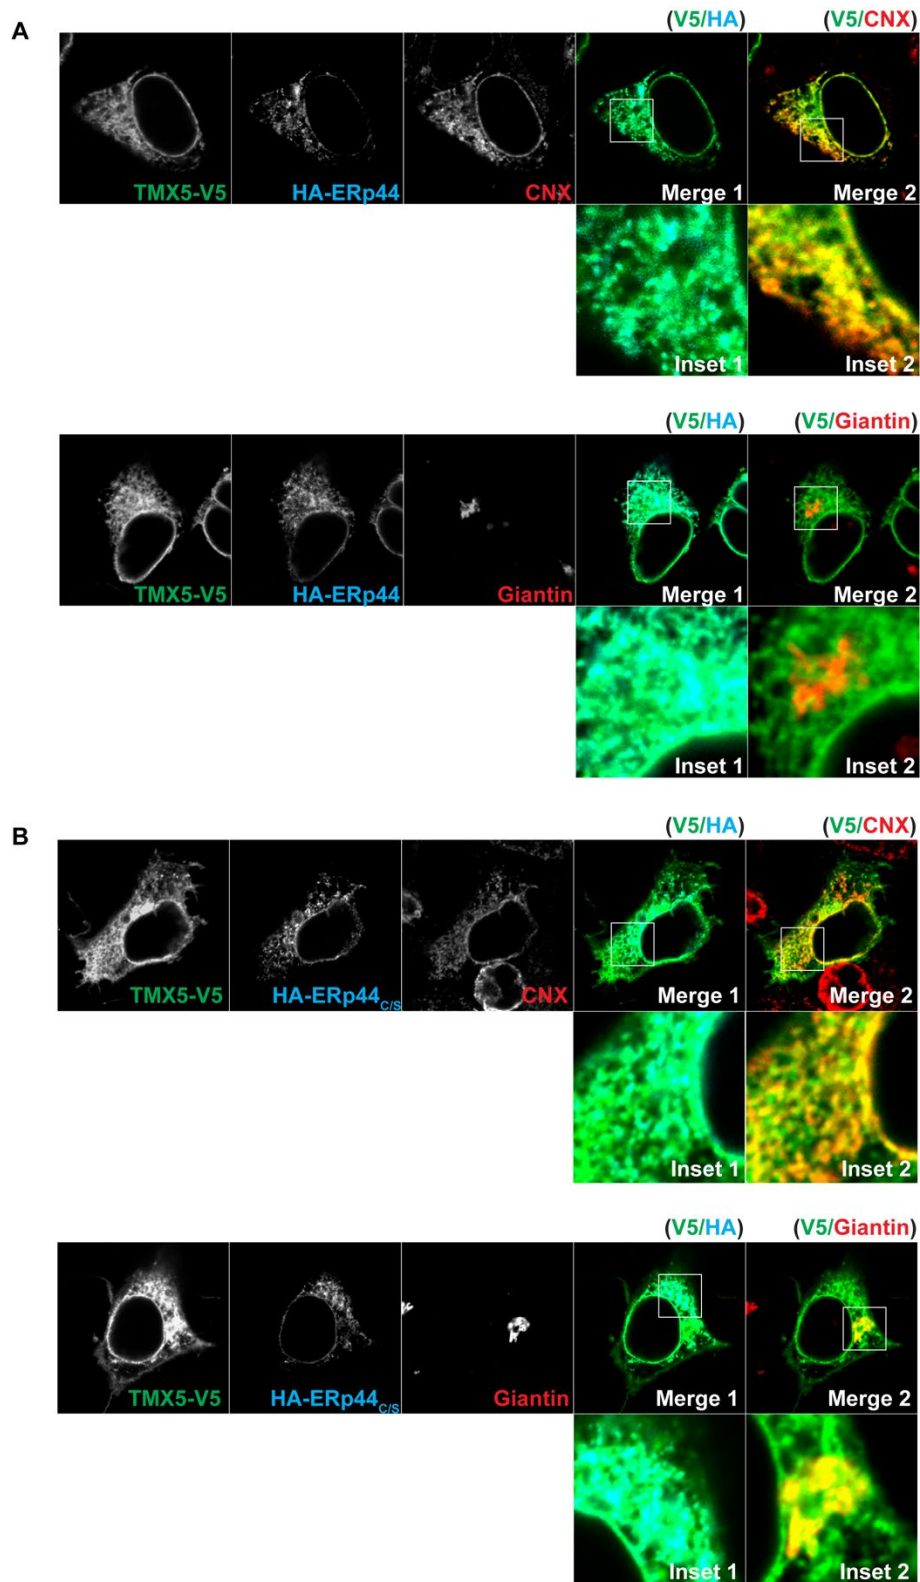 A
(V5/HA) (V5/CNX)
TMX5-V5 HA-ERp44 CNX Merge 1 Merge 2
Inset 1 Inset 2
(V5/HA) (V5/Giantin)
TMX5-V5 HA-ERp44 Giantin Merge 1 Merge 2
Inset 1 Inset 2
B
(V5/HA) (V5/CNX)
TMX5-V5 HA-ERp44C/S CNX Merge 1 Merge 2
Inset 1 Inset 2
(V5/HA) (V5/Giantin)
TMX5-V5 HA-ERp44C/S Giantin Merge 1 Merge 2
Inset 1 Inset 2